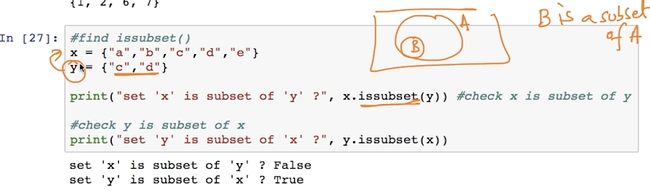 {1, 2, 6, 7}
In [27]: #find issubset()
x = {"a","b","c","d","e"}
y = {"c","d"}
print("set 'x' is subset of 'y' ?", x.issubset(y)) #check x is subset of y
#check y is subset of x
print("set 'y' is subset of 'x' ?", y.issubset(x))
set 'x' is subset of 'y' ? False
set 'y' is subset of 'x' ? True
A
B
B is a subset
of A